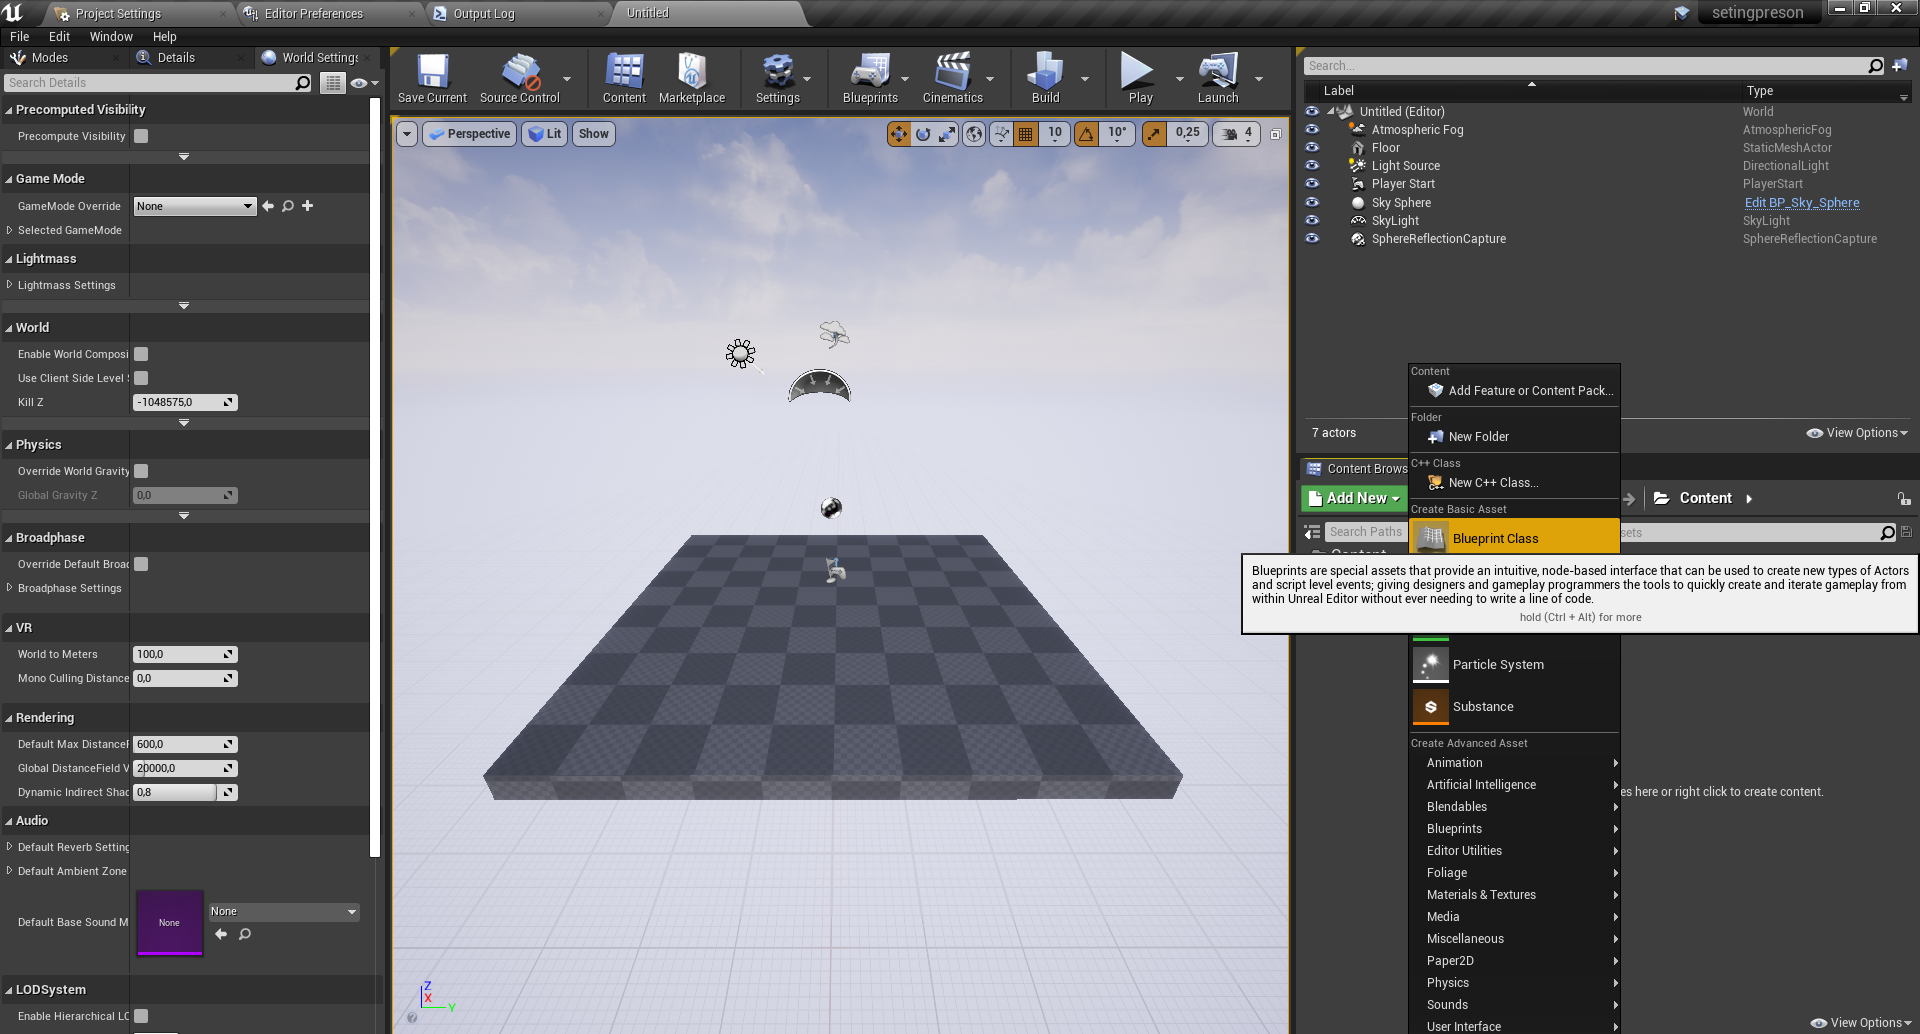 Project Settings
Editor Preferences
Output Log
Untitled
setingpreson
File Edit Window Help
Modes
Details
World Settings
Search Details
Precomputed Visibility
Precompute Visibility
Game Mode
GameMode Override
None
Selected GameMode
Lightmass
Lightmass Settings
World
Enable World Composi
Use Client Side Level
Kill Z
-1048575,0
Physics
Override World Gravity
Global Gravity Z
0,0
Broadphase
Override Default Broad
Broadphase Settings
VR
World to Meters
100,0
Mono Culling Distance
0,0
Rendering
Default Max DistanceF
600,0
Global DistanceField V
20000,0
Dynamic Indirect Shad
0,8
Audio
Default Reverb Setting
Default Ambient Zone
Default Base Sound M
None
None
LODSystem
Enable Hierarchical LO
Save Current
Source Control
Content
Marketplace
Settings
Blueprints
Cinematics
Build
Play
Launch
Perspective
Lit
Show
10
10°
0,25
4
Z
X
Y
Search...
Label Type
Untitled (Editor) World
Atmospheric Fog AtmosphericFog
Floor StaticMeshActor
Light Source DirectionalLight
Player Start PlayerStart
Sky Sphere Edit BP_Sky_Sphere
SkyLight SkyLight
SphereReflectionCapture SphereReflectionCapture
7 actors
View Options
Content Brows
Add New
Content
Search Paths
sets
Content
Content
Add Feature or Content Pack...
Folder
New Folder
C++ Class
New C++ Class...
Create Basic Asset
Blueprint Class
Blueprints are special assets that provide an intuitive, node-based interface that can be used to create new types of Actors
and script level events; giving designers and gameplay programmers the tools to quickly create and iterate gameplay from
within Unreal Editor without ever needing to write a line of code.
hold (Ctrl + Alt) for more
Particle System
Substance
Create Advanced Asset
Animation
Artificial Intelligence
Blendables
Blueprints
Editor Utilities
Foliage
Materials & Textures
Media
Miscellaneous
Paper2D
Physics
Sounds
User Interface
es here or right click to create content.
View Options